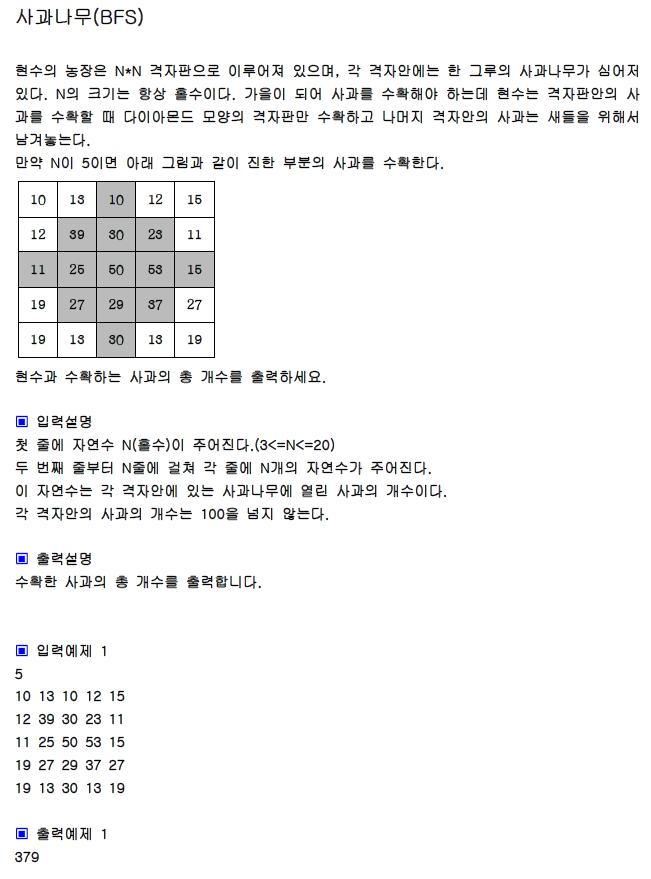 사과나무(BFS)
현수의 농장은 N*N 격자판으로 이루어져 있으며, 각 격자안에는 한 그루의 사과나무가 심어저
있다. N의 크기는 항상 홀수이다. 가을이 되어 사과를 수확해야 하는데 현수는 격자판안의 사
과를 수확할 때 다이아몬드 모양의 격자판만 수확하고 나머지 격자안의 사과는 새들을 위해서
남겨놓는다.
만약 N이 5이면 아래 그림과 같이 진한 부분의 사과를 수확한다.
10 13 10 12 15
12 39 30 23 11
11 25 50 53 15
19 27 29 37 27
19 13 30 13 19
현수과 수확하는 사과의 총 개수를 출력하세요.
▣ 입력설명
첫 줄에 자연수 N(홀수)이 주어진다.(3<=N<=20)
두 번째 줄부터 N줄에 걸쳐 각 줄에 N개의 자연수가 주어진다.
이 자연수는 각 격자안에 있는 사과나무에 열린 사과의 개수이다.
각 격자안의 사과의 개수는 100을 넘지 않는다.
▣ 출력설명
수확한 사과의 총 개수를 출력합니다.
▣ 입력예제 1
5
10 13 10 12 15
12 39 30 23 11
11 25 50 53 15
19 27 29 37 27
19 13 30 13 19
▣ 출력예제 1
379